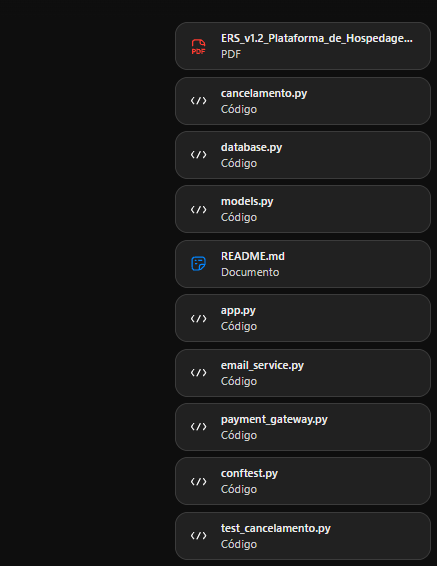 ERS_v1.2_Plataforma_de_Hospedage...
PDF
PDF
cancelamento.py
Código
database.py
Código
models.py
Código
README.md
Documento
app.py
Código
email_service.py
Código
payment_gateway.py
Código
conftest.py
Código
test_cancelamento.py
Código